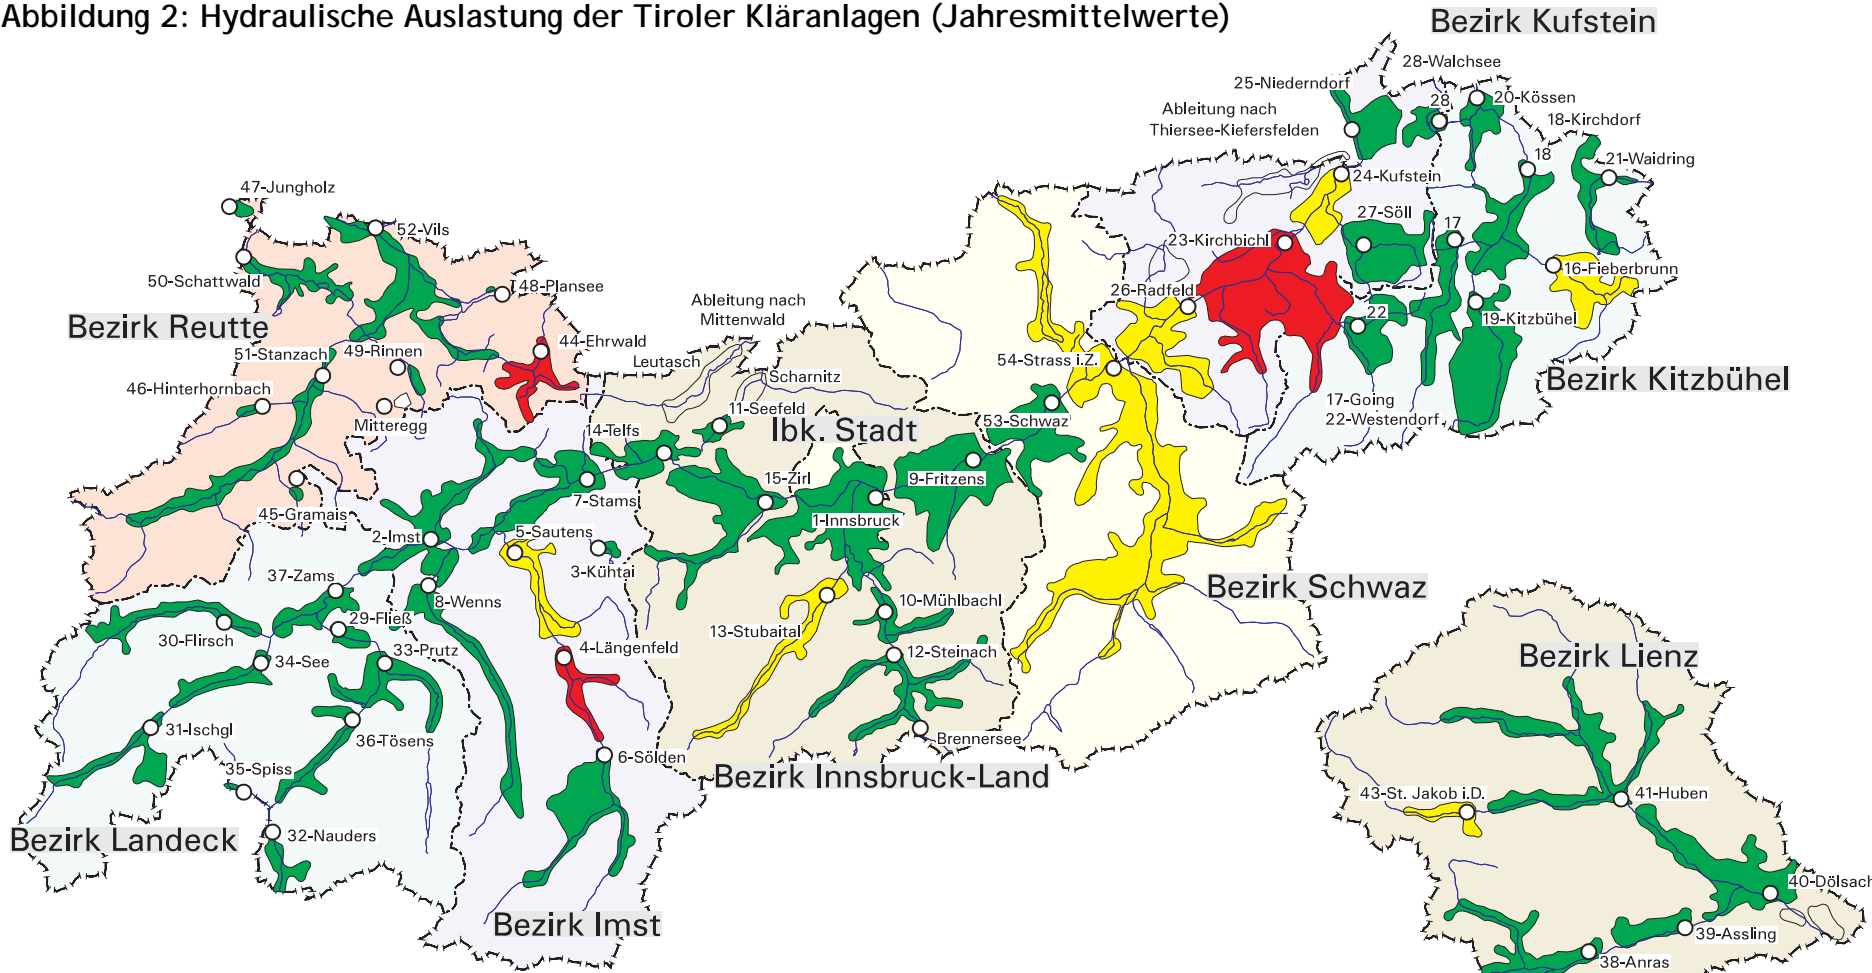 Abbildung 2: Hydraulische Auslastung der Tiroler Kläranlagen (Jahresmittelwerte)
Bezirk Kufstein
28-Walchsee
25-Niederndorf
28
20-Kössen
Ableitung nach
Thiersee-Kiefersfelden
18-Kirchdorf
18
21-Waidring
24-Kufstein
47-Jungholz
27-Söll
17
52-Vils
23-Kirchbichl
16-Fieberbrunn
50-Schattwald
48-Plansee
26-Radfeld
22
19-Kitzbühel
Ableitung nach
Mittenwald
Bezirk Reutte
44-Ehrwald
51-Stanzach
49-Rinnen
Leutasch
54-Strass i.Z.
Scharnitz
Bezirk Kitzbühel
46-Hinterhornbach
17-Going
22-Westendorf
11-Seefeld
Mitteregg
14-Telfs
Ibk. Stadt
53-Schwaz
15-Zirl
9-Fritzens
7-Stams
45-Gramais
1-Innsbruck
2-Imst
5-Sautens
3-Kühtai
37-Zams
Bezirk Schwaz
8-Wenns
10-Mühlbachl
29-Fließ
30-Flirsch
13-Stubaital
33-Prutz
4-Längenfeld
12-Steinach
34-See
Bezirk Lienz
31-Ischgl
36-Tösens
Brennersee
6-Sölden
35-Spiss
Bezirk Innsbruck-Land
43-St. Jakob i.D.
41-Huben
Bezirk Landeck
32-Nauders
40-Dölsach
Bezirk Imst
39-Assling
38-Anras